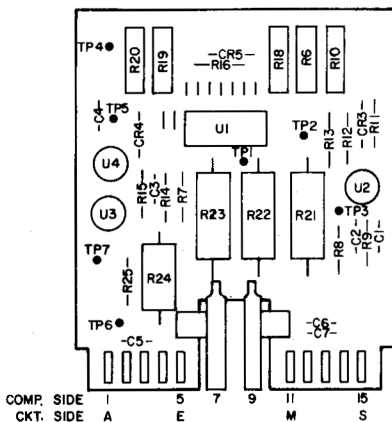 TP4
R20
R19
CR5
R16
R18
R6
R10
C4
TP5
CR4
U1
TP2
R13
R12
CR3
R11
TP1
U4
R15
C3
R14
R7
U2
U3
R23
R22
R21
TP3
R8
C2
R9
C1
TP7
R25
R24
TP6
C5
C6
C7
COMP. SIDE 1 5 7 9 11 15
CKT. SIDE A E M S